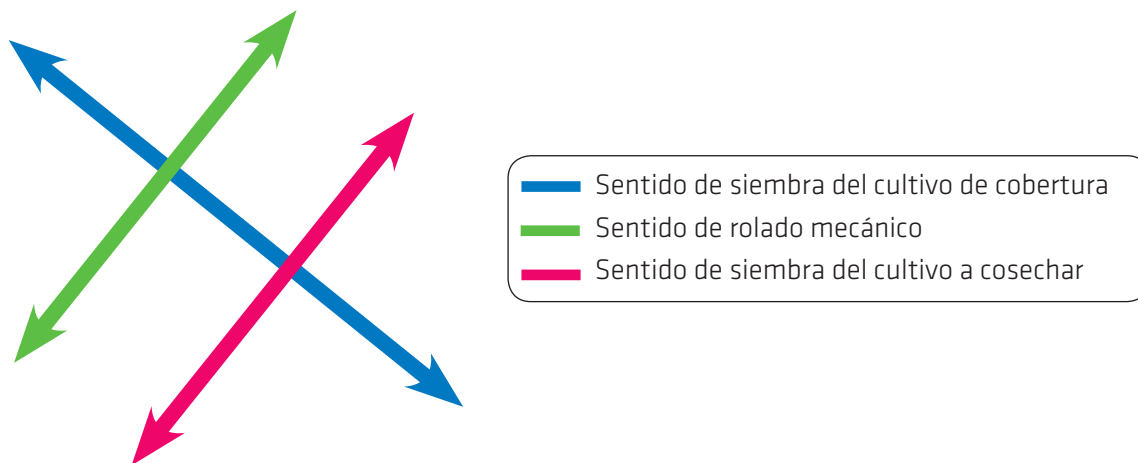 Sentido de siembra del cultivo de cobertura
Sentido de rolado mecánico
Sentido de siembra del cultivo a cosechar